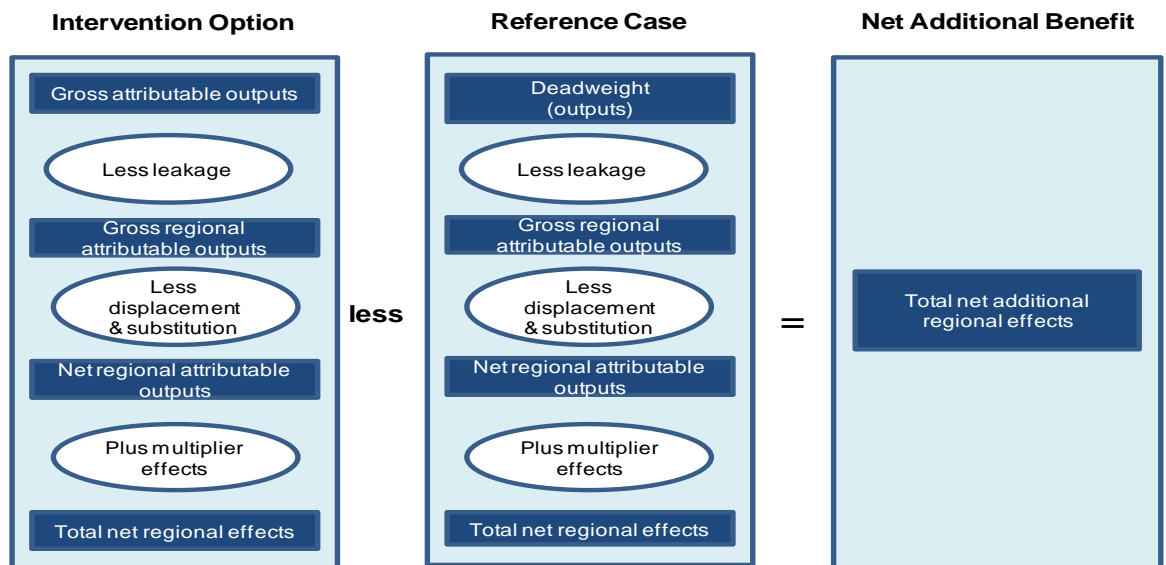 Intervention Option
Gross attributable outputs
Less leakage
Gross regional
attributable outputs
Less
displacement
& substitution
Net regional attributable
outputs
Plus multiplier
effects
Total net regional effects
less
Reference Case
Deadweight
(outputs)
Less leakage
Gross regional
attributable outputs
Less
displacement
& substitution
Net regional attributable
outputs
Plus multiplier
effects
Total net regional effects
=
Net Additional Benefit
Total net additional
regional effects